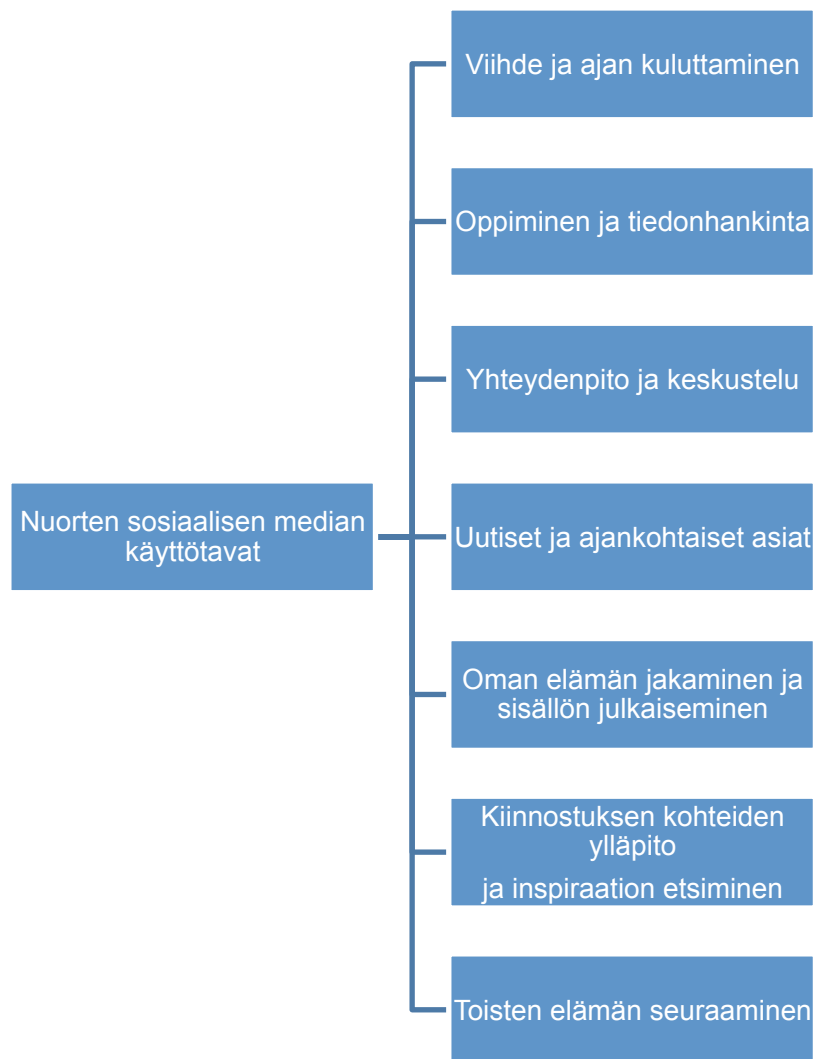 Viihde ja ajan kuluttaminen
Oppiminen ja tiedonhankinta
Yhteydenpito ja keskustelu
Nuorten sosiaalisen median
käyttötavat
Uutiset ja ajankohtaiset asiat
Oman elämän jakaminen ja
sisällön julkaiseminen
Kiinnostuksen kohteiden
ylläpito
ja inspiraation etsiminen
Toisten elämän seuraaminen